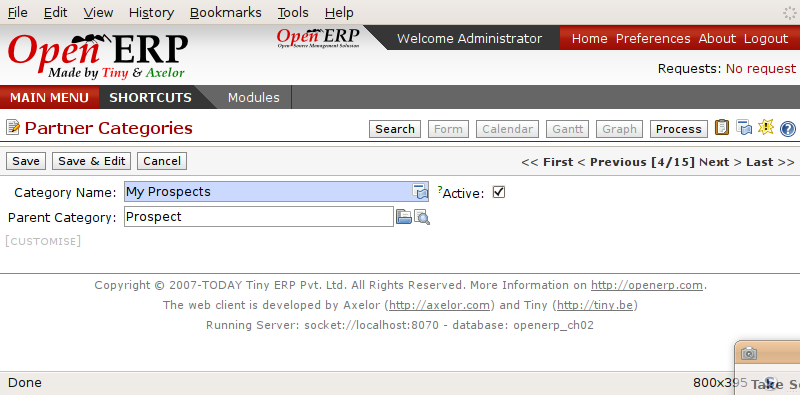 File Edit View History Bookmarks Tools Help
Open ERP
Made by Tiny & Axelor
Open ERP
Open Source Management Solution
Welcome Administrator
Home Preferences About Logout
Requests: No request
MAIN MENU SHORTCUTS Modules
Partner Categories
Search Form Calendar Gantt Graph Process
Save Save & Edit Cancel
<< First < Previous [4/15] Next > Last >>
Category Name: My Prospects ?Active:
Parent Category: Prospect
[CUSTOMISE]
Copyright © 2007-TODAY Tiny ERP Pvt. Ltd. All Rights Reserved. More Information on http://openerp.com.
The web client is developed by Axelor (http://axelor.com) and Tiny (http://tiny.be)
Running Server: socket://localhost:8070 - database: openerp_ch02
Done
800x395
Take